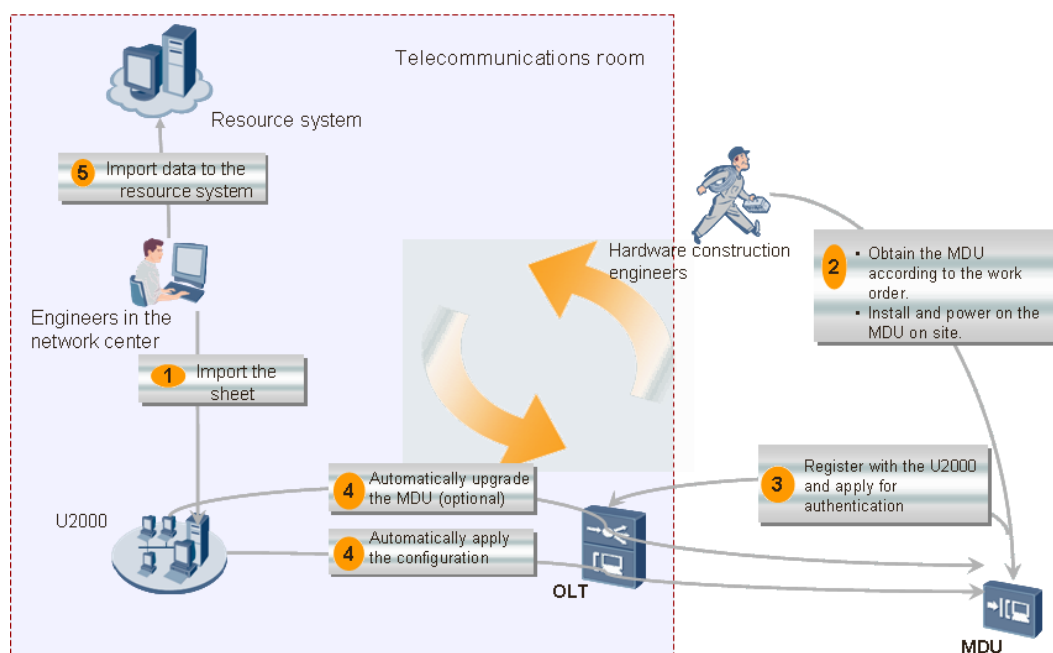 Telecommunications room
Resource system
5 Import data to the
resource system
Hardware construction
engineers
2
▪ Obtain the MDU
according to the work
order.
▪ Install and power on the
MDU on site.
Engineers in the
network center
1 Import the
sheet
3 Register with the U2000
and apply for
authentication
4 Automatically upgrade
the MDU (optional)
U2000
4 Automatically apply
the configuration
OLT
MDU